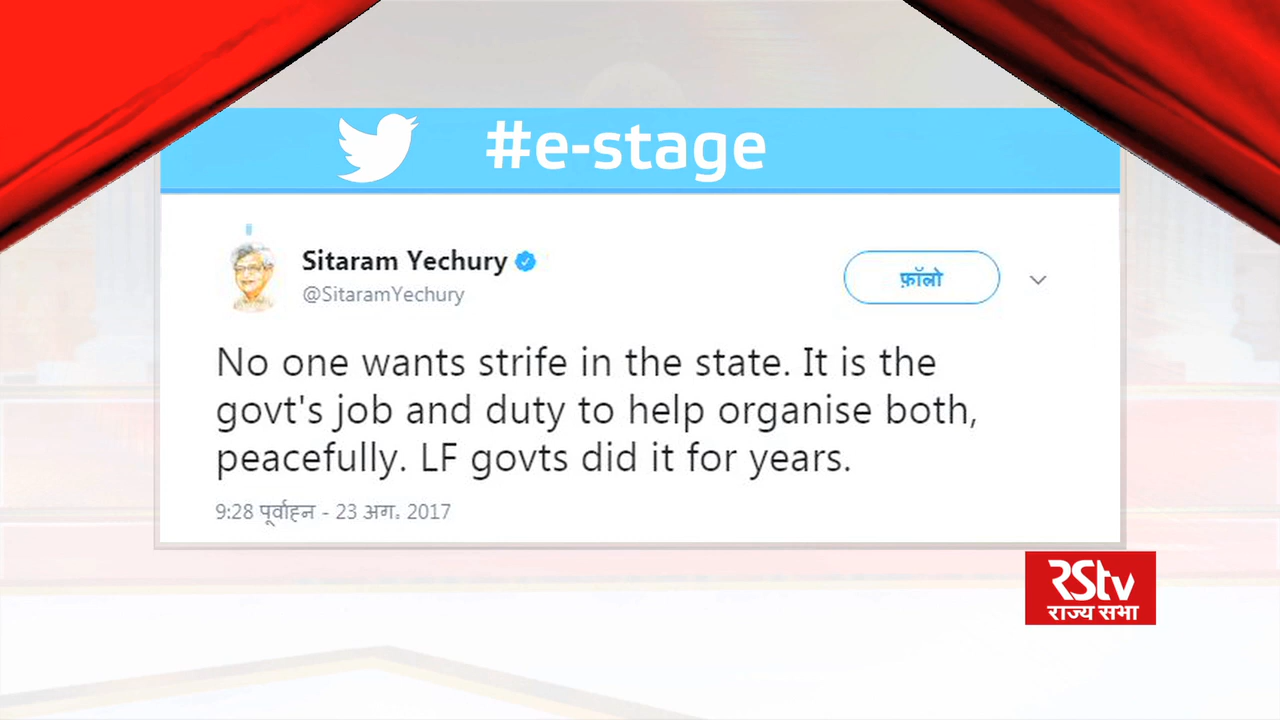 #e-stage
Sitaram Yechury
@SitaramYechury
फ़ॉलो
No one wants strife in the state. It is the
govt's job and duty to help organise both,
peacefully. LF govts did it for years.
9:28 पूर्वाह्न - 23 अग॰ 2017
RStv
राज्य सभा